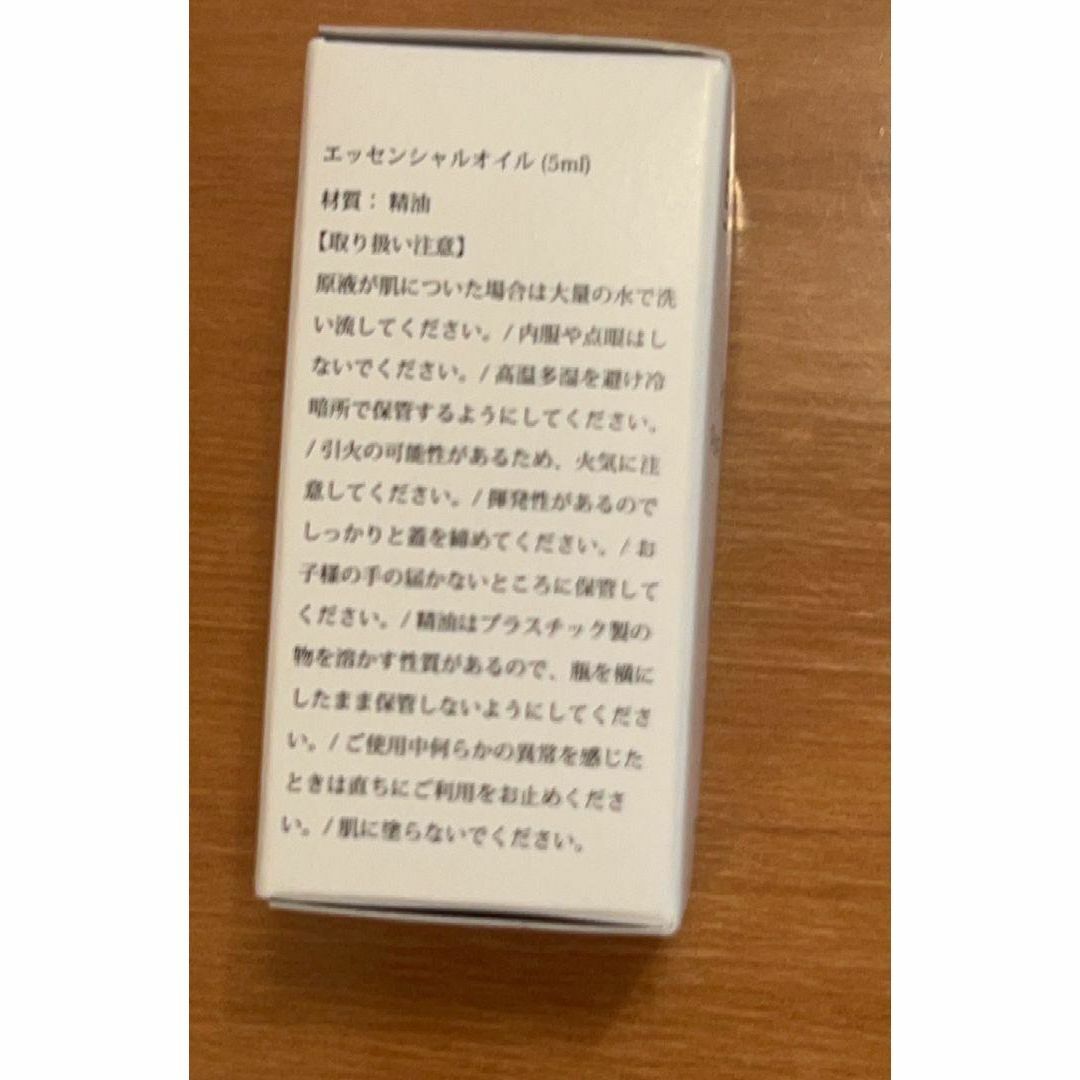 エッセンシャルオイル (5ml)
材質： 精油
【取り扱い注意】
原液が肌についた場合は大量の水で洗
い流してください。/ 内服や点眼はし
ないでください。/ 高温多湿を避け冷
暗所で保管するようにしてください。
/ 引火の可能性があるため、火気に注
意してください。/ 揮発性があるので
しっかりと蓋を締めてください。/ お
子様の手の届かないところに保管して
ください。/ 精油はプラスチック製の
物を溶かす性質があるので、瓶を横に
したまま保管しないようにしてくださ
い。/ ご使用中何らかの異常を感じた
ときは直ちにご利用をお止めくださ
い。/ 肌に塗らないでください。